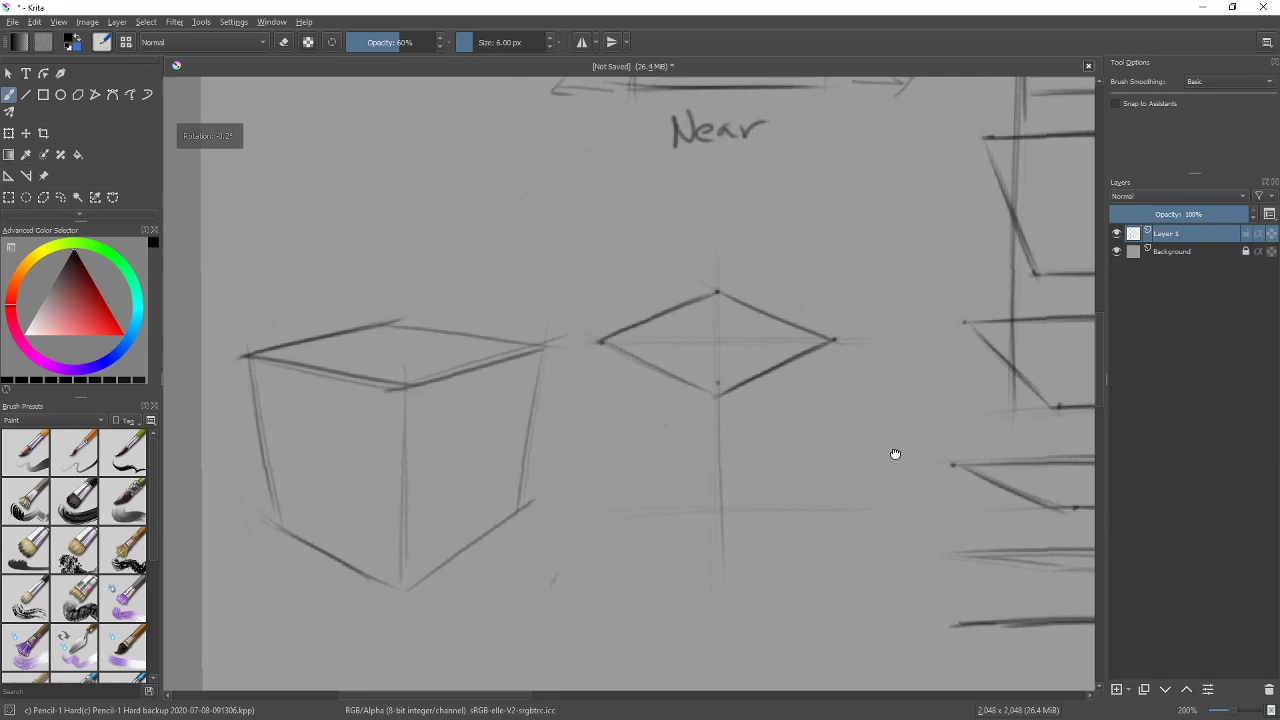 * - Krita
File Edit View Image Layer Select Filter Tools Settings Window Help
Normal Opacity: 60% Size: 6.00 px
[Not Saved] (26.4 MiB) *
Tool Options
Brush Smoothing: Basic
Snap to Assistants
Rotation: -0.2°
Near
Layers
Normal
Opacity: 100%
Layer 1
Background
Advanced Color Selector
Brush Presets
Paint Tag
Search
c) Pencil-1 Hard(c) Pencil-1 Hard backup 2020-07-08-091306.kpp) RGB/Alpha (8-bit integer/channel) sRGB-elle-V2-srgbtrc.icc 2,048 x 2,048 (26.4 MiB) 200%